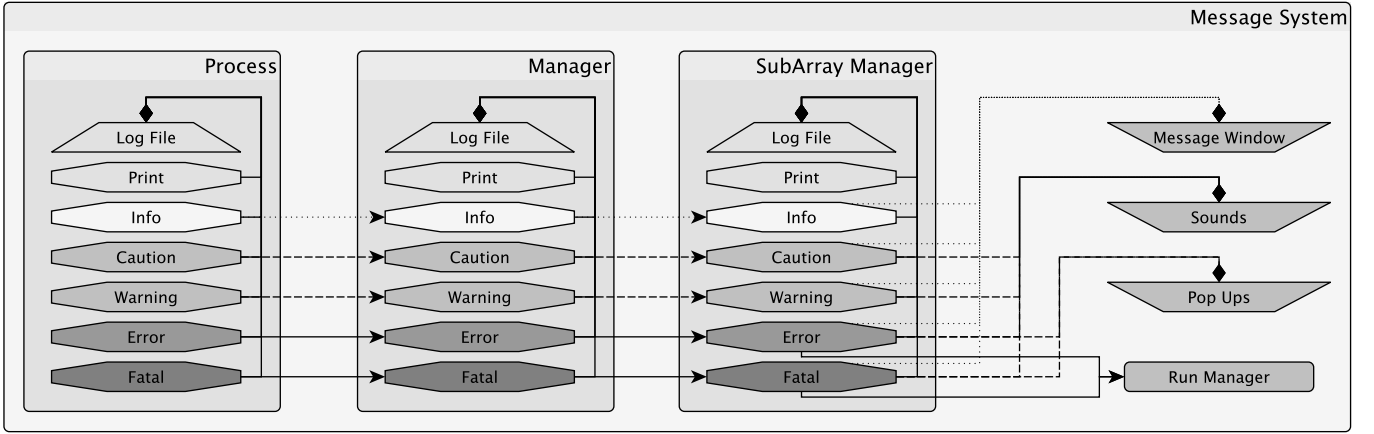 Message System
Process
Log File
Print
Info
Caution
Warning
Error
Fatal
Manager
Log File
Print
Info
Caution
Warning
Error
Fatal
SubArray Manager
Log File
Print
Info
Caution
Warning
Error
Fatal
Message Window
Sounds
Pop Ups
Run Manager